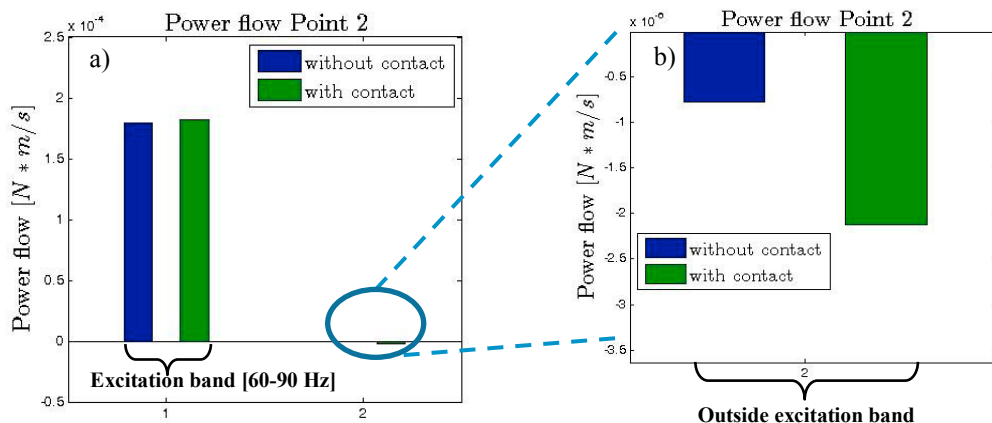 Power flow Point 2
x 10⁻⁴
a)
without contact
with contact
2.5
2
1.5
1
0.5
0
-0.5
Power flow [N * m/s]
Excitation band [60-90 Hz]
1
2
Power flow Point 2
b)
-0.5
-1
-1.5
-2
-2.5
-3
-3.5
Power flow [N * m/s]
without contact
with contact
2
Outside excitation band